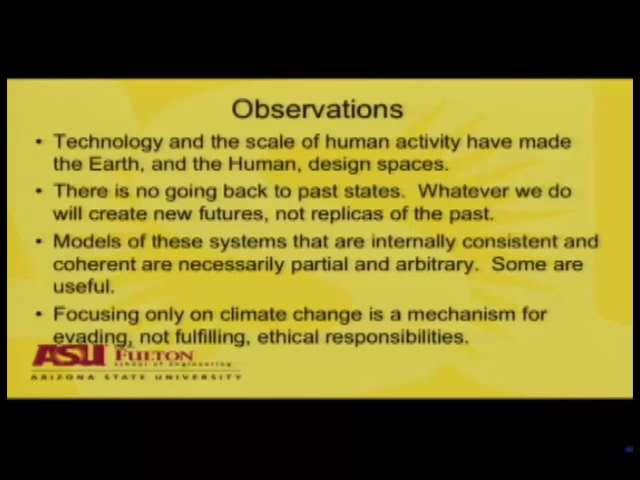 Observations
• Technology and the scale of human activity have made
the Earth, and the Human, design spaces.
• There is no going back to past states. Whatever we do
will create new futures, not replicas of the past.
• Models of these systems that are internally consistent and
coherent are necessarily partial and arbitrary. Some are
useful.
• Focusing only on climate change is a mechanism for
evading, not fulfilling, ethical responsibilities.
ASU FULTON
school of engineering
ARIZONA STATE UNIVERSITY